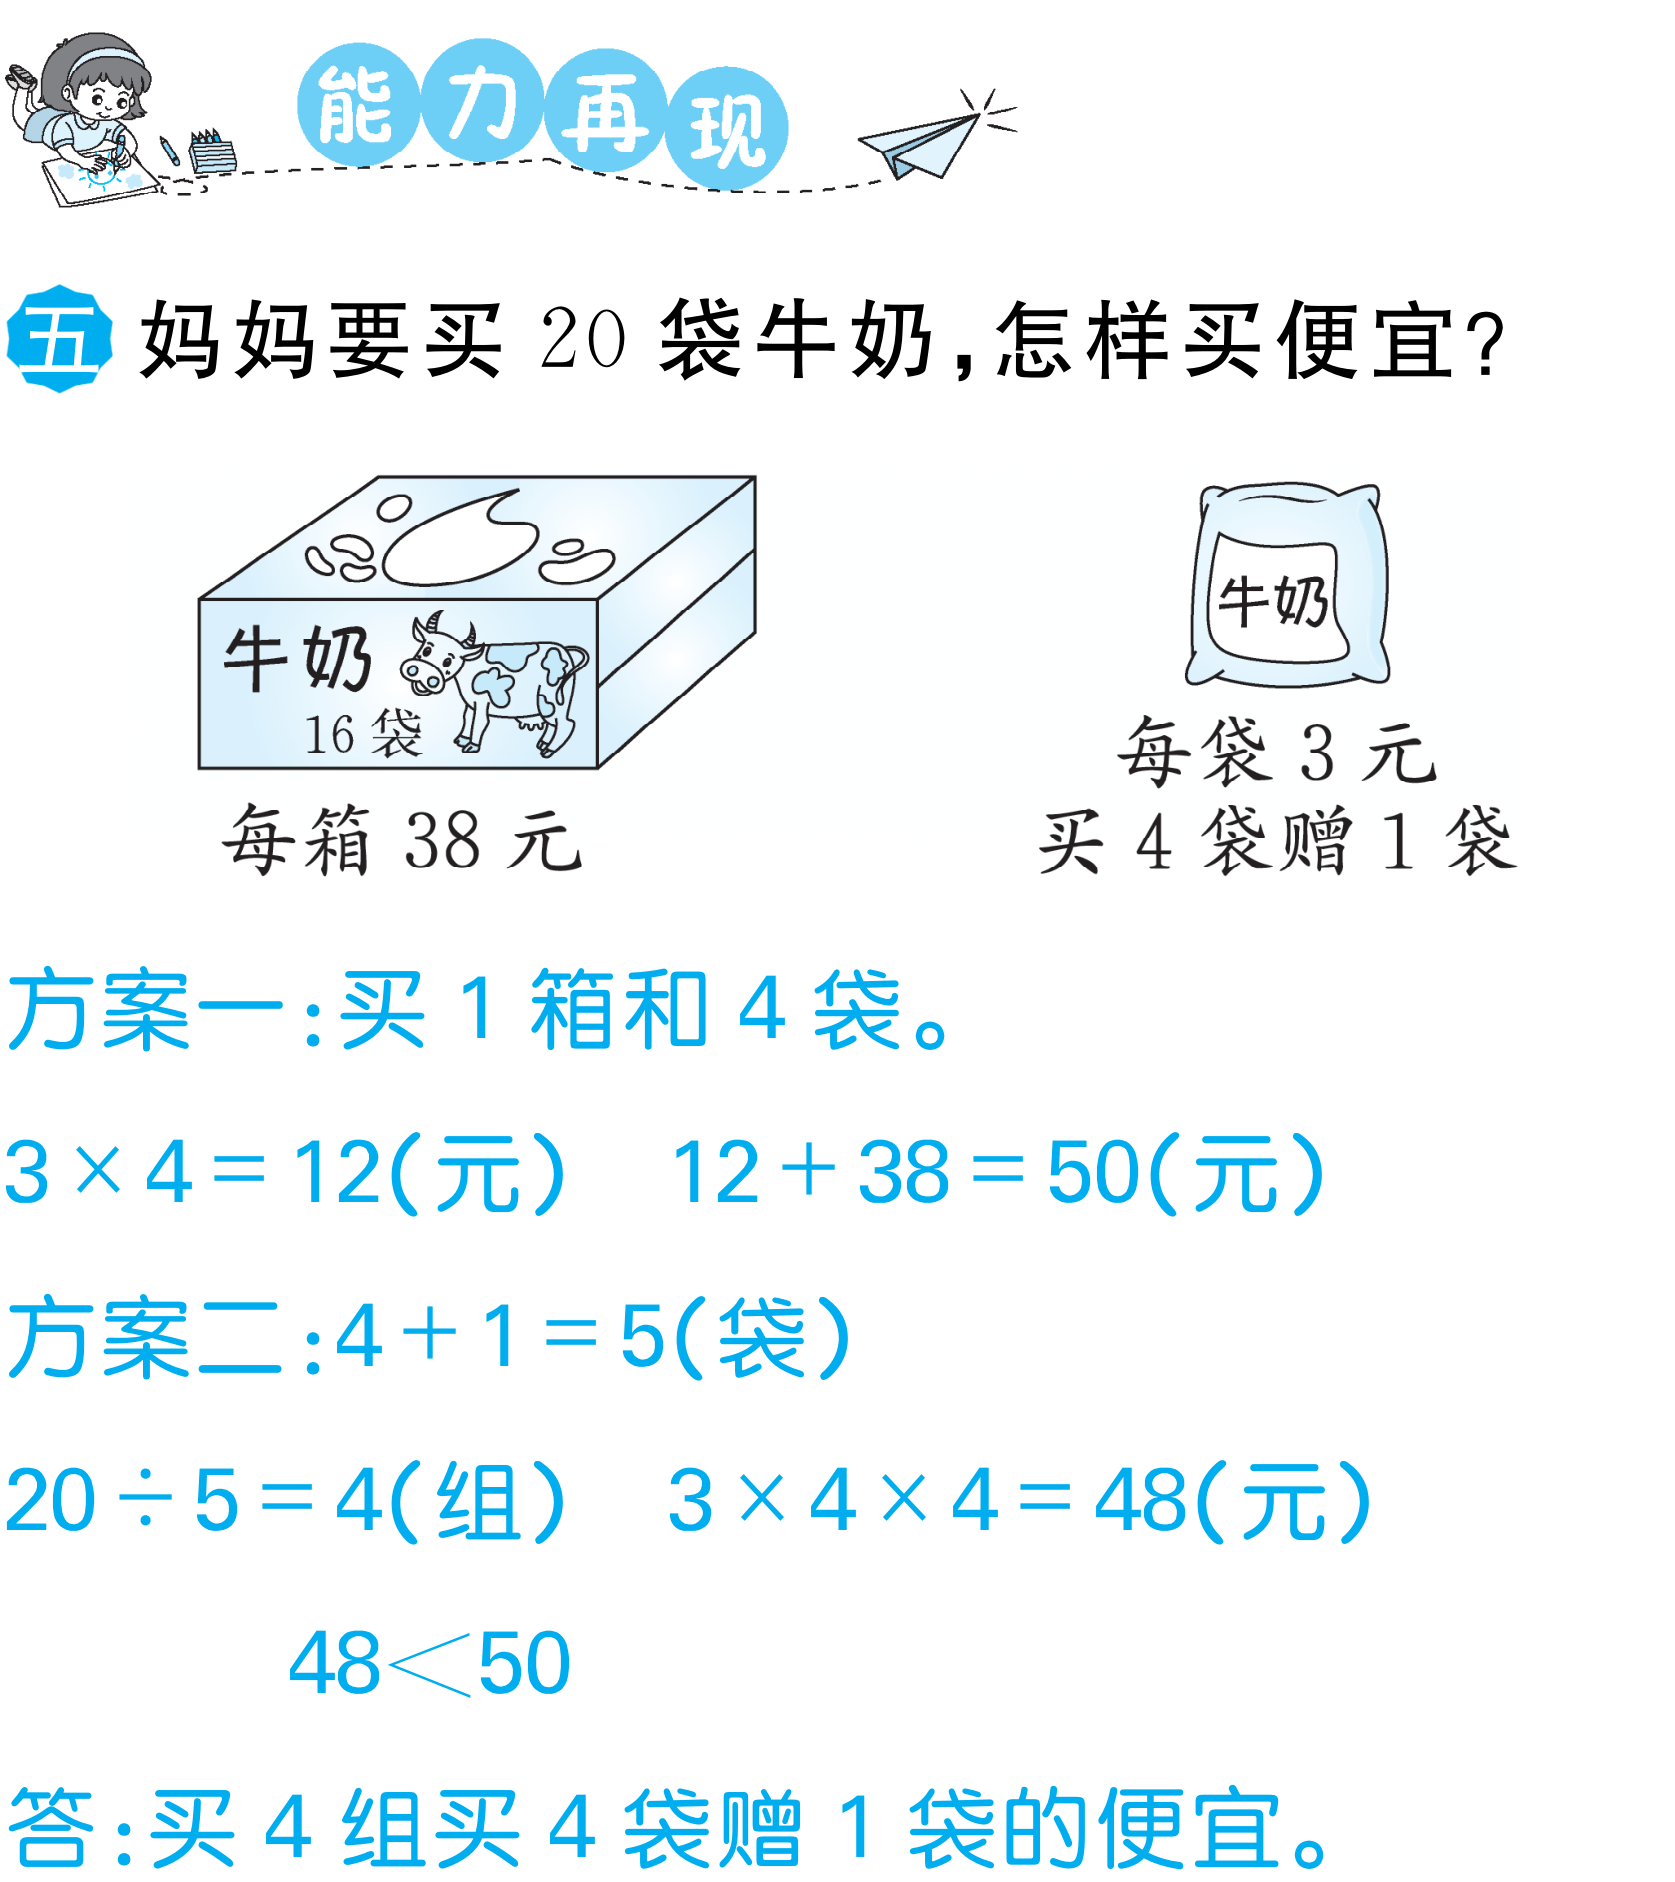 能力再现
五 妈妈要买 20 袋牛奶,怎样买便宜?
牛奶
16 袋
每箱 38 元
牛奶
每袋 3 元
买 4 袋赠 1 袋
方案一:买 1 箱和 4 袋。
3×4=12(元) 12+38=50(元)
方案二:4+1=5(袋)
20÷5=4(组) 3×4×4=48(元)
48<50
答:买 4 组买 4 袋赠 1 袋的便宜。